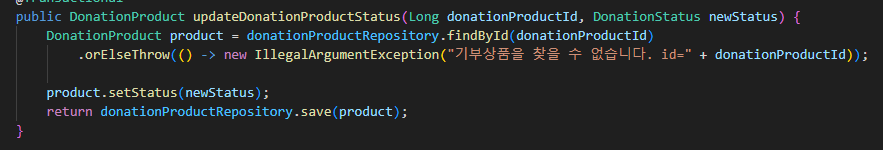 @Transactional
public DonationProduct updateDonationProductStatus(Long donationProductId, DonationStatus newStatus) {
DonationProduct product = donationProductRepository.findById(donationProductId)
.orElseThrow(() -> new IllegalArgumentException("기부상품을 찾을 수 없습니다. id=" + donationProductId));
product.setStatus(newStatus);
return donationProductRepository.save(product);
}